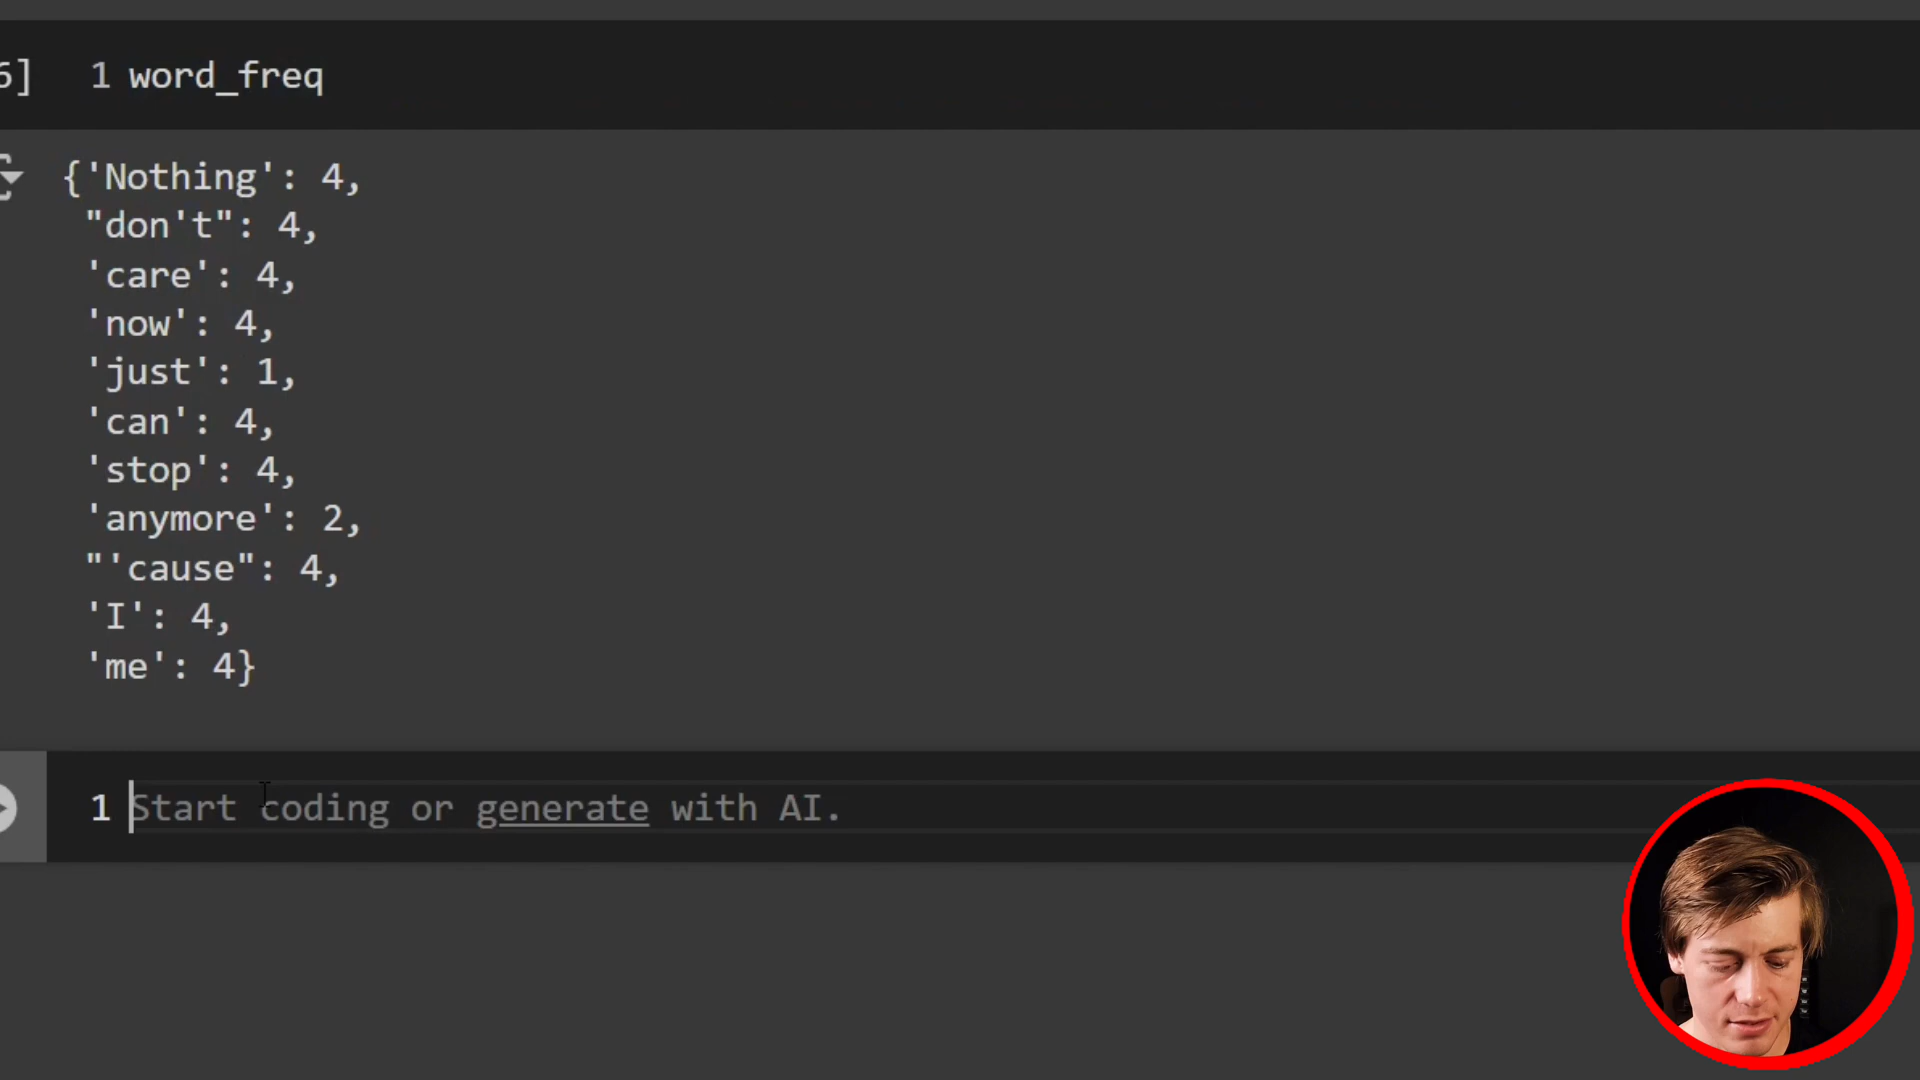 6] 1 word_freq
{'Nothing': 4,
"don't": 4,
'care': 4,
'now': 4,
'just': 1,
'can': 4,
'stop': 4,
'anymore': 2,
"'cause": 4,
'I': 4,
'me': 4}
1 Start coding or generate with AI.